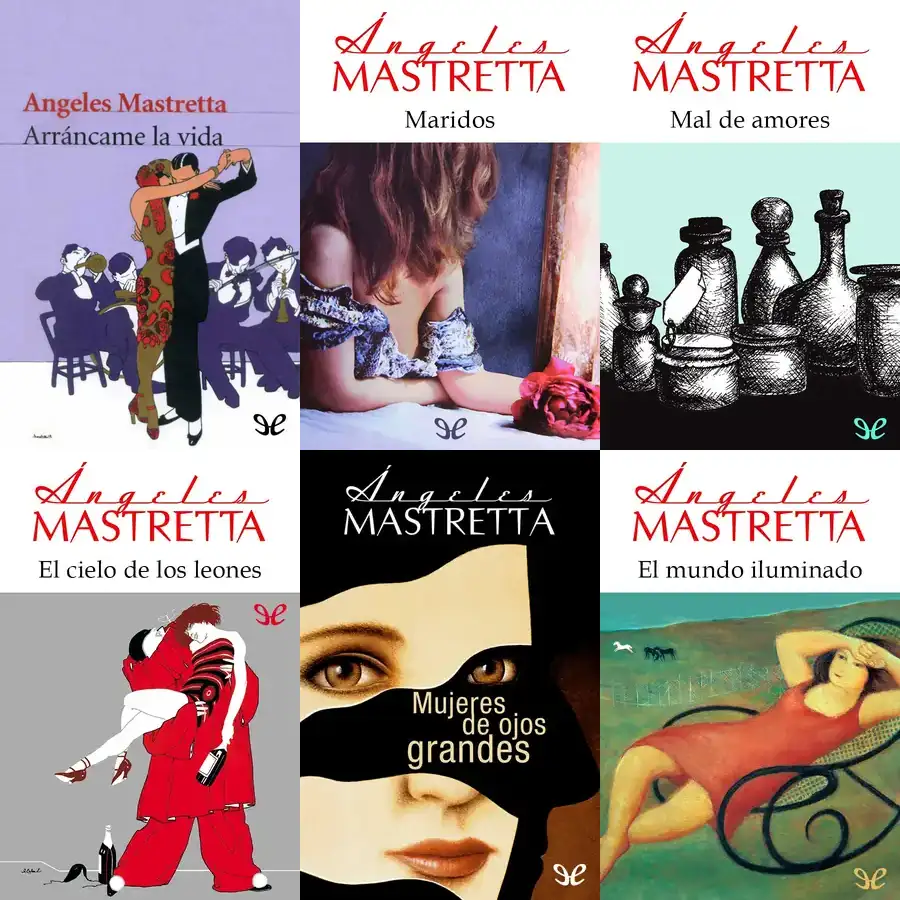 Angeles Mastretta
Arráncame la vida
Ángeles
MASTRETTA
Maridos
Ángeles
MASTRETTA
Mal de amores
Ángeles
MASTRETTA
El cielo de los leones
Ángeles
MASTRETTA
Mujeres
de ojos
grandes
Ángeles
MASTRETTA
El mundo iluminado